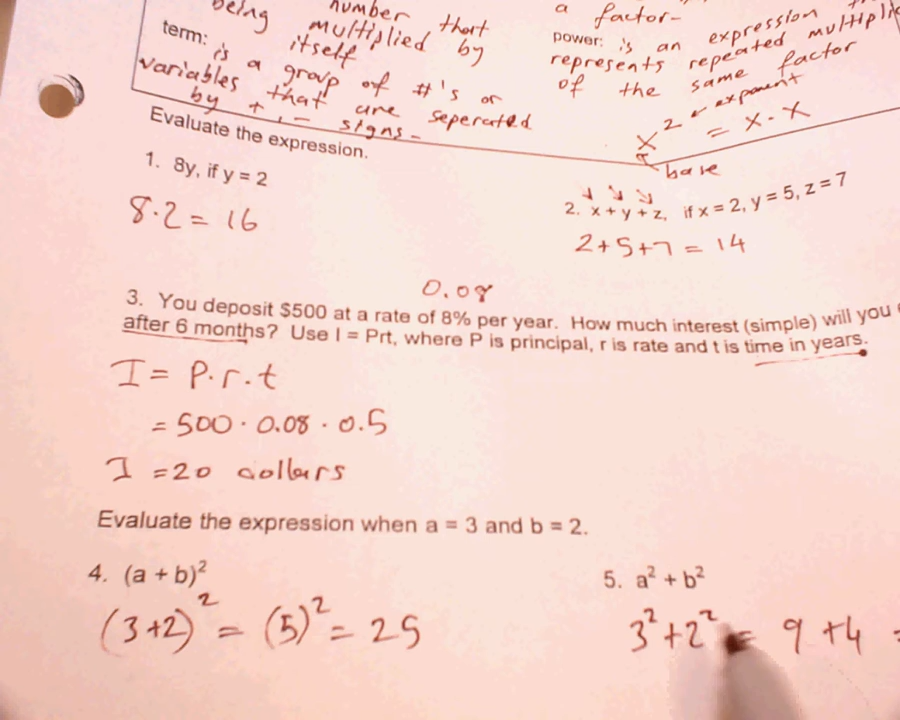 being number that
multiplied by
itself
term: is a group of #'s or
variables that are seperated
by +, - signs-
a factor-
power: is an expression
represents repeated
of the same factor
x² ← exponent
= x·x
base
Evaluate the expression.
1. 8y, if y = 2
8·2 = 16
2. x + y + z, if x = 2, y = 5, z = 7
2+5+7 = 14
0.08
3. You deposit $500 at a rate of 8% per year. How much interest (simple) will you
after 6 months? Use I = Prt, where P is principal, r is rate and t is time in years.
I = P.r.t
= 500 · 0.08 · 0.5
I = 20 dollars
Evaluate the expression when a = 3 and b = 2.
4. (a + b)²
(3+2)² = (5)² = 25
5. a² + b²
3²+2² = 9 +4 =